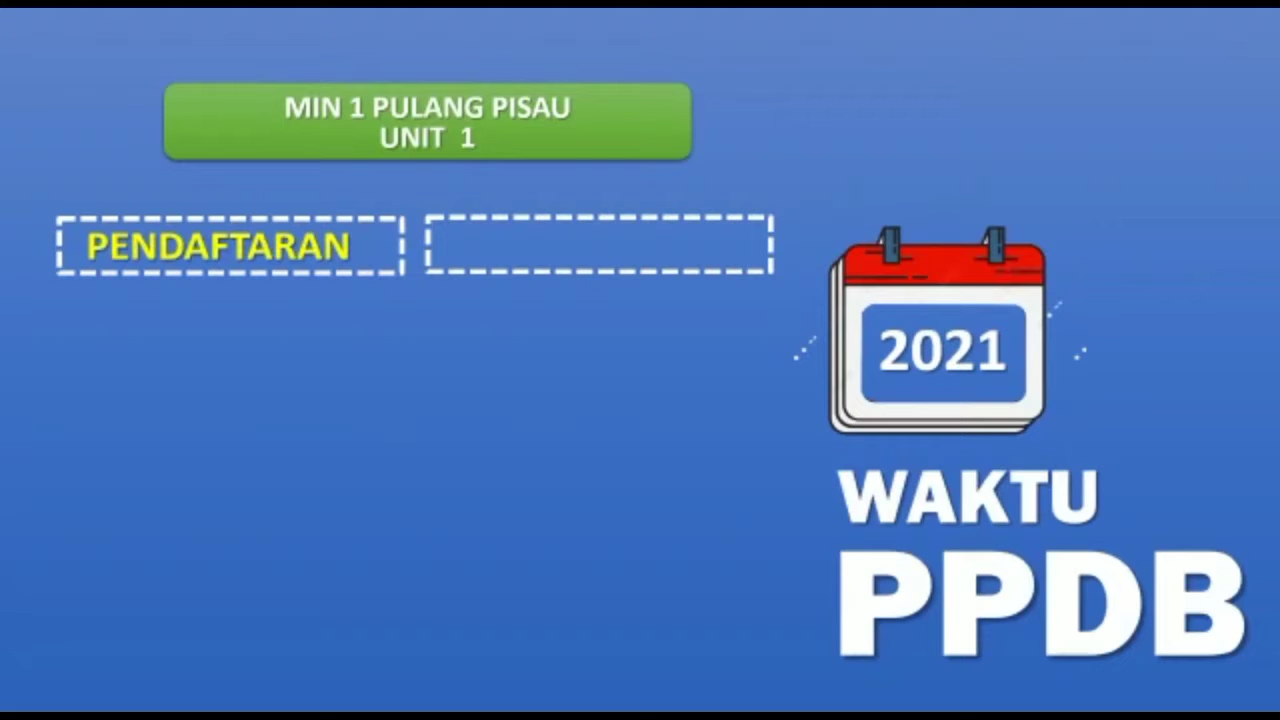 MIN 1 PULANG PISAU
UNIT 1
PENDAFTARAN
2021
WAKTU
PPDB